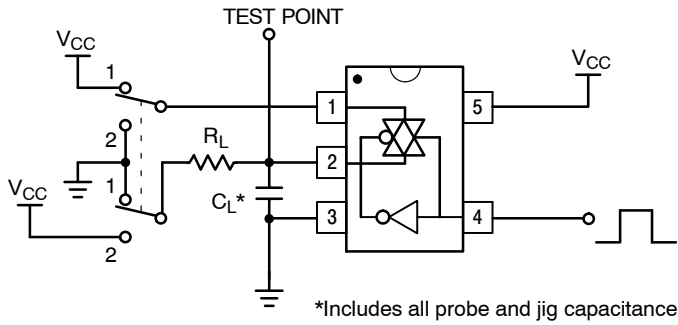 TEST POINT
VCC
1
2
1
2
VCC
RL
CL*
1
2
3
5
4
VCC
*Includes all probe and jig capacitance